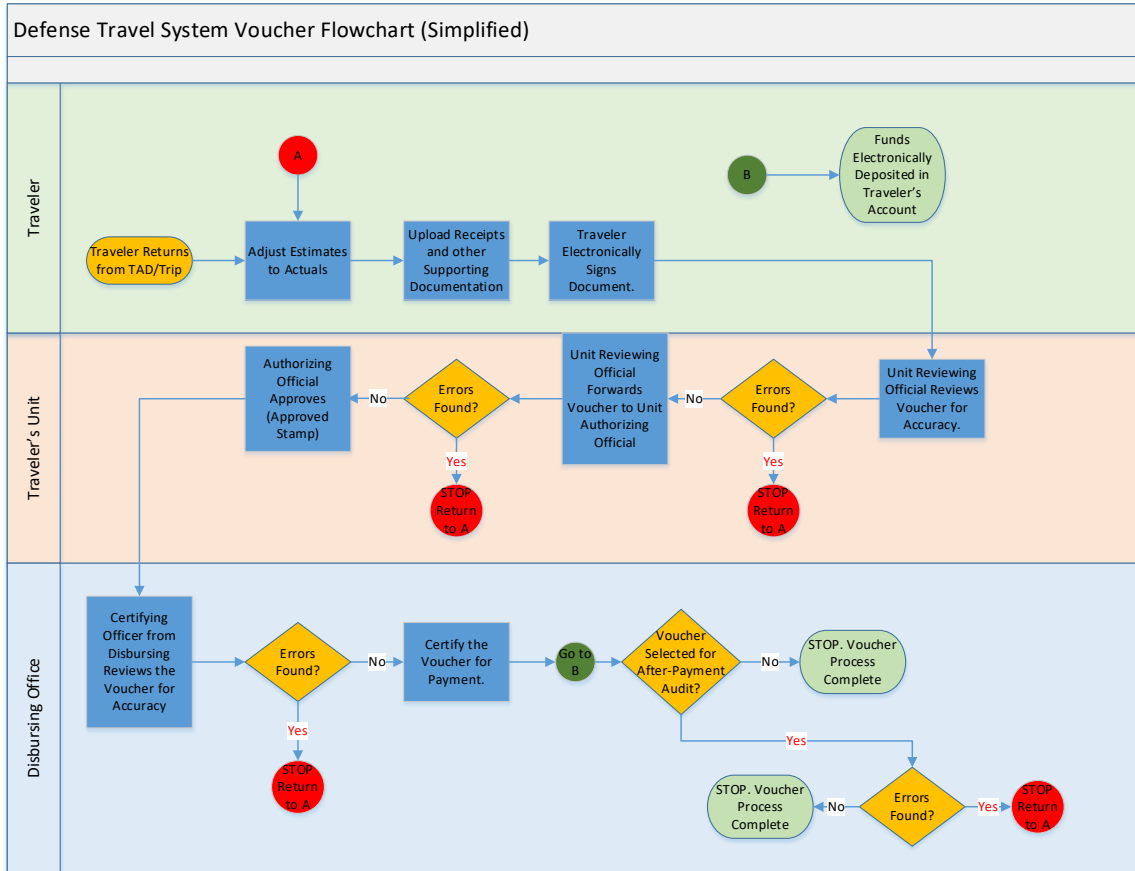 Defense Travel System Voucher Flowchart (Simplified)
Traveler
A
B
Funds
Electronically
Deposited in
Traveler's
Account
Traveler Returns
from TAD/Trip
Adjust Estimates
to Actuals
Upload Receipts
and other
Supporting
Documentation
Traveler
Electronically
Signs
Document.
Traveler's Unit
Authorizing
Official
Approves
(Approved
Stamp)
No
Errors
Found?
Yes
STOP
Return
to A
Unit Reviewing
Official
Forwards
Voucher to Unit
Authorizing
Official
No
Errors
Found?
Yes
STOP
Return
to A
Unit Reviewing
Official Reviews
Voucher for
Accuracy.
Disbursing Office
Certifying
Officer from
Disbursing
Reviews the
Voucher for
Accuracy
Errors
Found?
No
Yes
STOP
Return
to A
Certify the
Voucher for
Payment.
Go to
B
Voucher
Selected for
After-Payment
Audit?
No
STOP. Voucher
Process
Complete
Yes
STOP. Voucher
Process
Complete
No
Errors
Found?
Yes
STOP
Return
to A